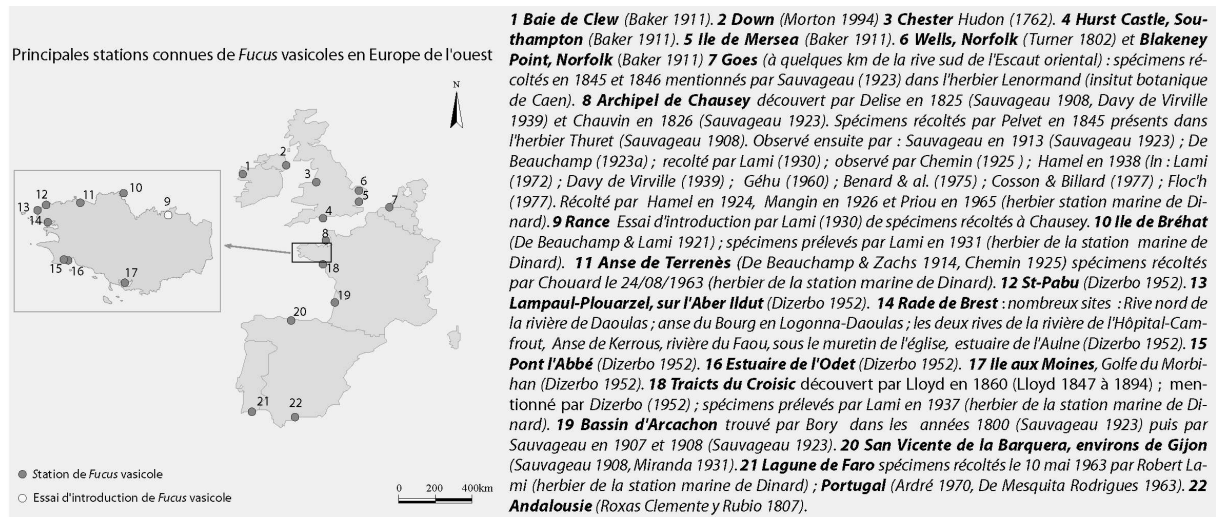 Principales stations connues de Fucus vasicoles en Europe de l'ouest
N
1
2
3
4
5
6
7
8
18
19
20
21
22
9
10
11
12
13
14
15
16
17
Station de Fucus vasicole
Essai d'introduction de Fucus vasicole
0 200 400km
1 Baie de Clew (Baker 1911). 2 Down (Morton 1994) 3 Chester Hudon (1762). 4 Hurst Castle, Sou-
thampton (Baker 1911). 5 Ile de Mersea (Baker 1911). 6 Wells, Norfolk (Turner 1802) et Blakeney
Point, Norfolk (Baker 1911) 7 Goes (à quelques km de la rive sud de l'Escaut oriental) : spécimens ré-
coltés en 1845 et 1846 mentionnés par Sauvageau (1923) dans l'herbier Lenormand (insitut botanique
de Caen). 8 Archipel de Chausey découvert par Delise en 1825 (Sauvageau 1908, Davy de Virville
1939) et Chauvin en 1826 (Sauvageau 1923). Spécimens récoltés par Pelvet en 1845 présents dans
l'herbier Thuret (Sauvageau 1908). Observé ensuite par : Sauvageau en 1913 (Sauvageau 1923) ; De
Beauchamp (1923a) ; recolté par Lami (1930) ; observé par Chemin (1925 ) ; Hamel en 1938 (In : Lami
(1972) ; Davy de Virville (1939) ; Géhu (1960) ; Benard & al. (1975) ; Cosson & Billard (1977) ; Floc'h
(1977). Récolté par Hamel en 1924, Mangin en 1926 et Priou en 1965 (herbier station marine de Di-
nard). 9 Rance Essai d'introduction par Lami (1930) de spécimens récoltés à Chausey. 10 Ile de Bréhat
(De Beauchamp & Lami 1921) ; spécimens prélevés par Lami en 1931 (herbier de la station marine de
Dinard). 11 Anse de Terrenès (De Beauchamp & Zachs 1914, Chemin 1925) spécimens récoltés
par Chouard le 24/08/1963 (herbier de la station marine de Dinard). 12 St-Pabu (Dizerbo 1952). 13
Lampaul-Plouarzel, sur l'Aber Ildut (Dizerbo 1952). 14 Rade de Brest : nombreux sites : Rive nord de
la rivière de Daoulas ; anse du Bourg en Logonna-Daoulas ; les deux rives de la rivière de l'Hôpital-Cam-
frout, Anse de Kerrous, rivière du Faou, sous le muretin de l'église, estuaire de l'Aulne (Dizerbo 1952). 15
Pont l'Abbé (Dizerbo 1952). 16 Estuaire de l'Odet (Dizerbo 1952). 17 Ile aux Moines, Golfe du Morbi-
han (Dizerbo 1952). 18 Traicts du Croisic découvert par Lloyd en 1860 (Lloyd 1847 à 1894) ; men-
tionné par Dizerbo (1952) ; spécimens prélevés par Lami en 1937 (herbier de la station marine de Di-
nard). 19 Bassin d'Arcachon trouvé par Bory dans les années 1800 (Sauvageau 1923) puis par
Sauvageau en 1907 et 1908 (Sauvageau 1923). 20 San Vicente de la Barquera, environs de Gijon
(Sauvageau 1908, Miranda 1931). 21 Lagune de Faro spécimens récoltés le 10 mai 1963 par Robert La-
mi (herbier de la station marine de Dinard) ; Portugal (Ardré 1970, De Mesquita Rodrigues 1963). 22
Andalousie (Roxas Clemente y Rubio 1807).